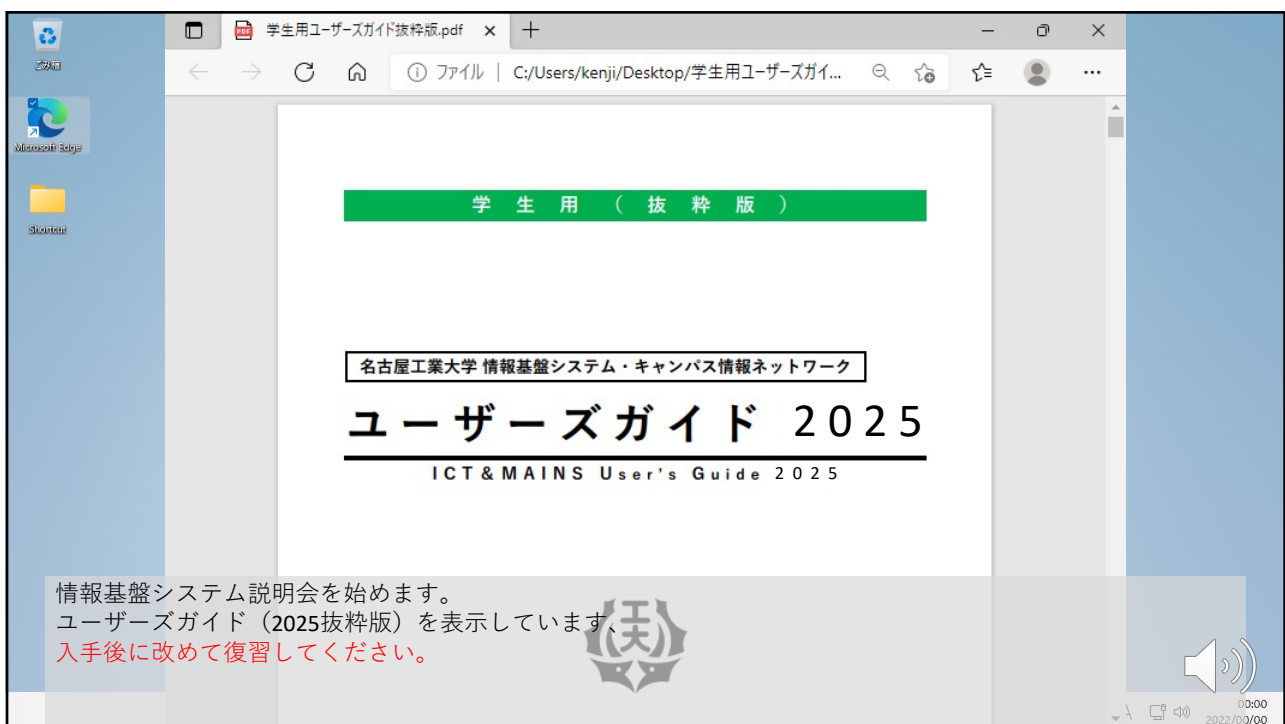 ごみ箱
Microsoft Edge
Shortcut
学生用ユーザーズガイド抜粋版.pdf
ファイル
C:/Users/kenji/Desktop/学生用ユーザーズガイ...
学生用（抜粋版）
名古屋工業大学 情報基盤システム・キャンパス情報ネットワーク
ユーザーズガイド 2025
ICT&MAINS User's Guide 2025
情報基盤システム説明会を始めます。
ユーザーズガイド（2025抜粋版）を表示しています、
入手後に改めて復習してください。
00:00
2022/00/00